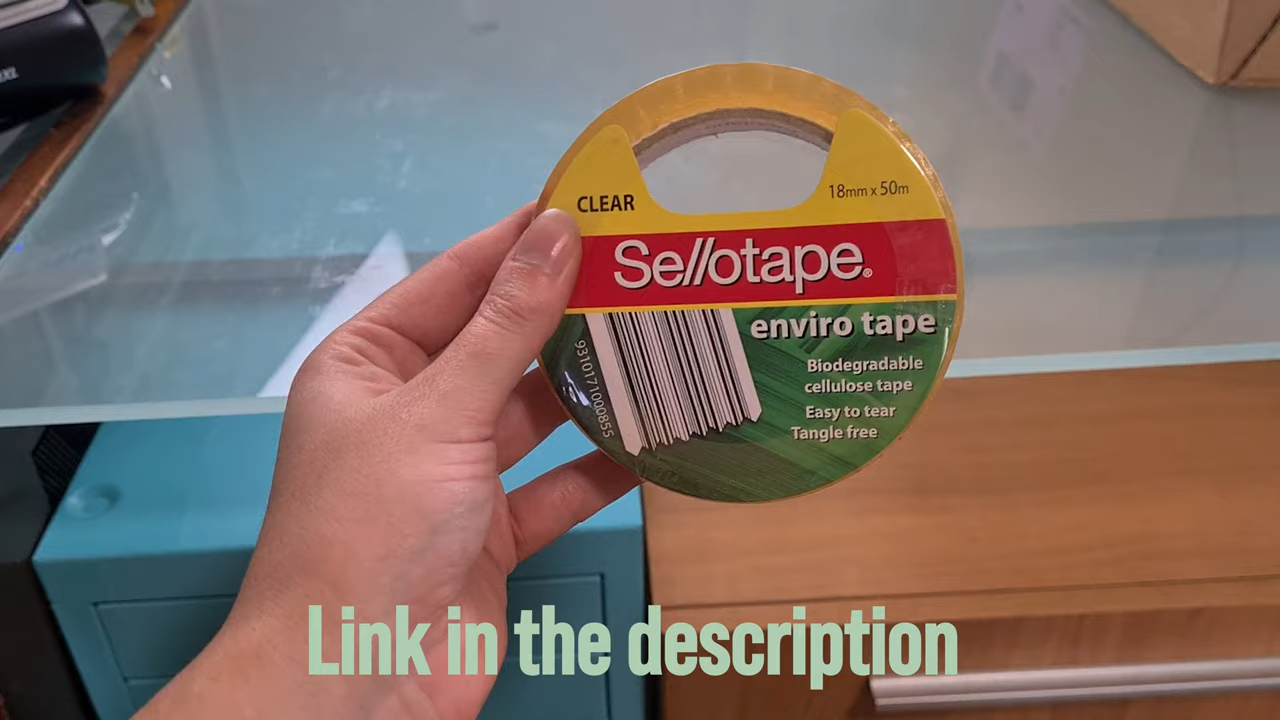 CLEAR
18mm x 50m
Sellotape®
enviro tape
Biodegradable
cellulose tape
Easy to tear
Tangle free
9310171000855
Link in the description